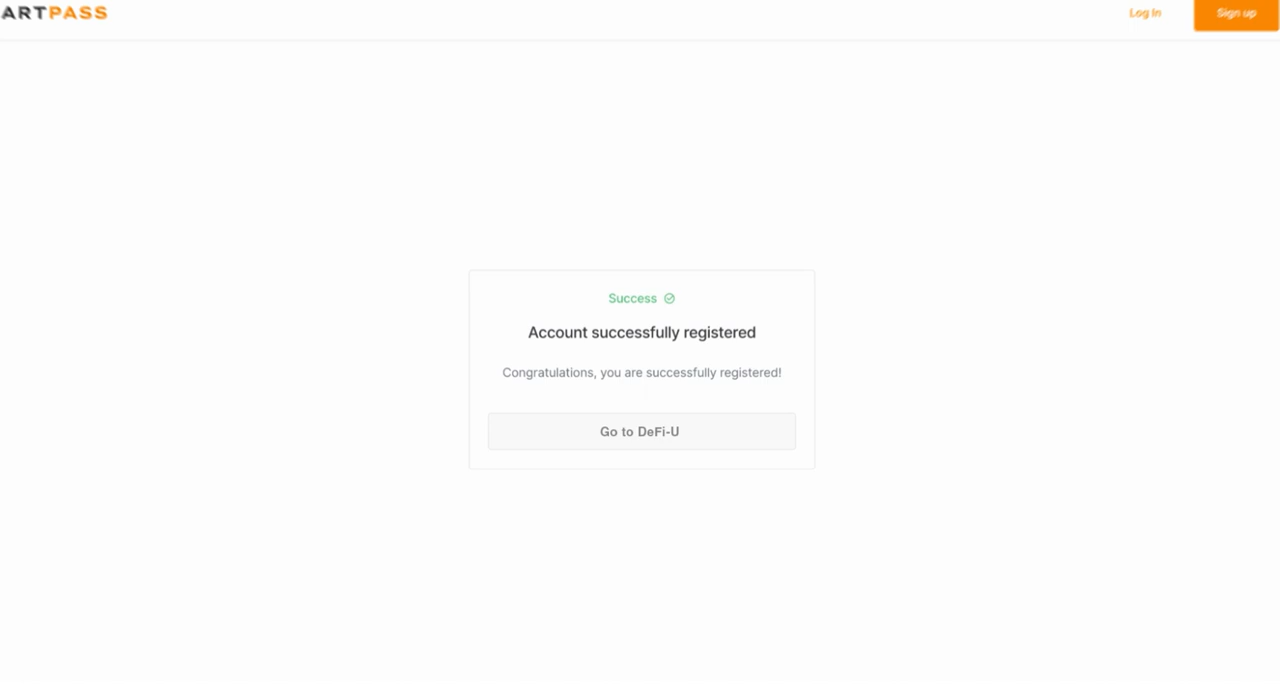 ARTPASS
Log in
Sign up
Success
Account successfully registered
Congratulations, you are successfully registered!
Go to DeFi-U